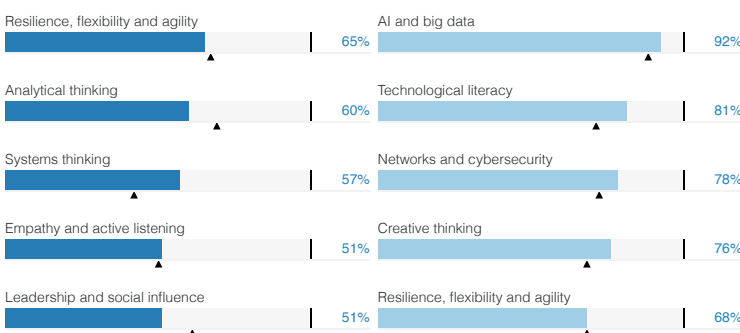 Resilience, flexibility and agility
65%
Analytical thinking
60%
Systems thinking
57%
Empathy and active listening
51%
Leadership and social influence
51%
AI and big data
92%
Technological literacy
81%
Networks and cybersecurity
78%
Creative thinking
76%
Resilience, flexibility and agility
68%